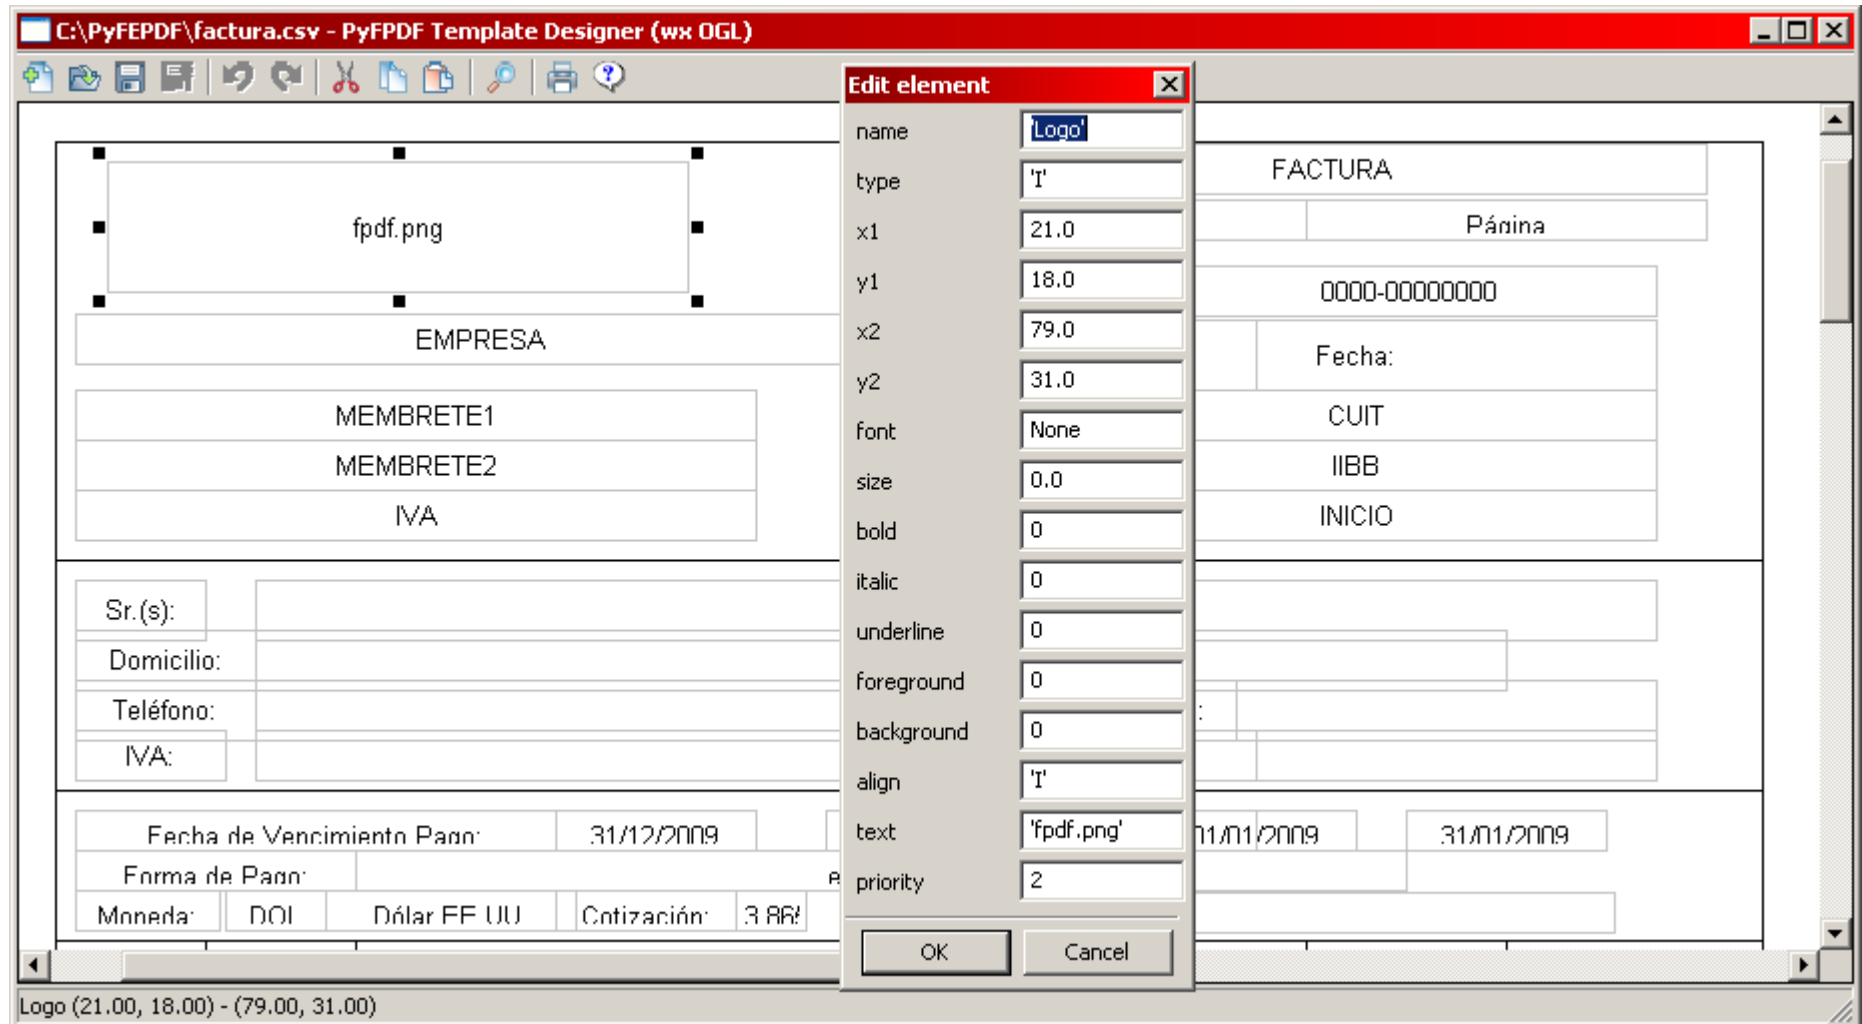 C:\PyFEPDF\factura.csv - PyFPDF Template Designer (wx OGL)
Edit element
name 'Logo'
type 'I'
x1 21.0
y1 18.0
x2 79.0
y2 31.0
font None
size 0.0
bold 0
italic 0
underline 0
foreground 0
background 0
align 'I'
text 'fpdf.png'
priority 2
OK Cancel
fpdf.png
FACTURA
Página
0000-00000000
EMPRESA
Fecha:
MEMBRETE1
CUIT
MEMBRETE2
IIBB
IVA
INICIO
Sr.(s):
Domicilio:
Teléfono: :
IVA:
Fecha de Vencimiento Pago: 31/12/2009 01/01/2009 31/01/2009
Forma de Pago: e
Moneda: DOL Dólar EE UU Cotización:
Logo (21.00, 18.00) - (79.00, 31.00)